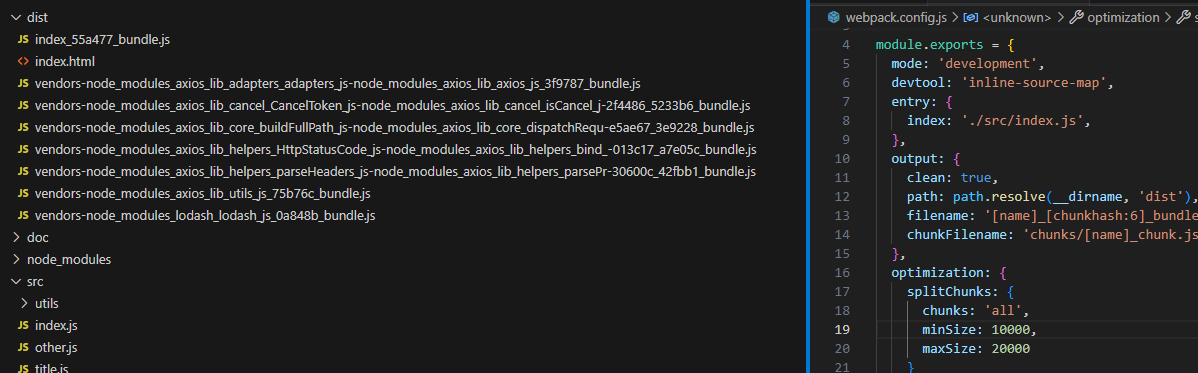 dist
JS index_55a477_bundle.js
<> index.html
JS vendors-node_modules_axios_lib_adapters_adapters_js-node_modules_axios_lib_axios_js_3f9787_bundle.js
JS vendors-node_modules_axios_lib_cancel_CancelToken_js-node_modules_axios_lib_cancel_isCancel_j-2f4486_5233b6_bundle.js
JS vendors-node_modules_axios_lib_core_buildFullPath_js-node_modules_axios_lib_core_dispatchRequ-e5ae67_3e9228_bundle.js
JS vendors-node_modules_axios_lib_helpers_HttpStatusCode_js-node_modules_axios_lib_helpers_bind_-013c17_a7e05c_bundle.js
JS vendors-node_modules_axios_lib_helpers_parseHeaders_js-node_modules_axios_lib_helpers_parsePr-30600c_42fbb1_bundle.js
JS vendors-node_modules_axios_lib_utils_js_75b76c_bundle.js
JS vendors-node_modules_lodash_lodash_js_0a848b_bundle.js
doc
node_modules
src
utils
JS index.js
JS other.js
JS title.js
webpack.config.js > <unknown> > optimization >
4 module.exports = {
5 mode: 'development',
6 devtool: 'inline-source-map',
7 entry: {
8 index: './src/index.js',
9 },
10 output: {
11 clean: true,
12 path: path.resolve(__dirname, 'dist'),
13 filename: '[name]_[chunkhash:6]_bundle
14 chunkFilename: 'chunks/[name]_chunk.js
15 },
16 optimization: {
17 splitChunks: {
18 chunks: 'all',
19 minSize: 10000,
20 maxSize: 20000
21 }